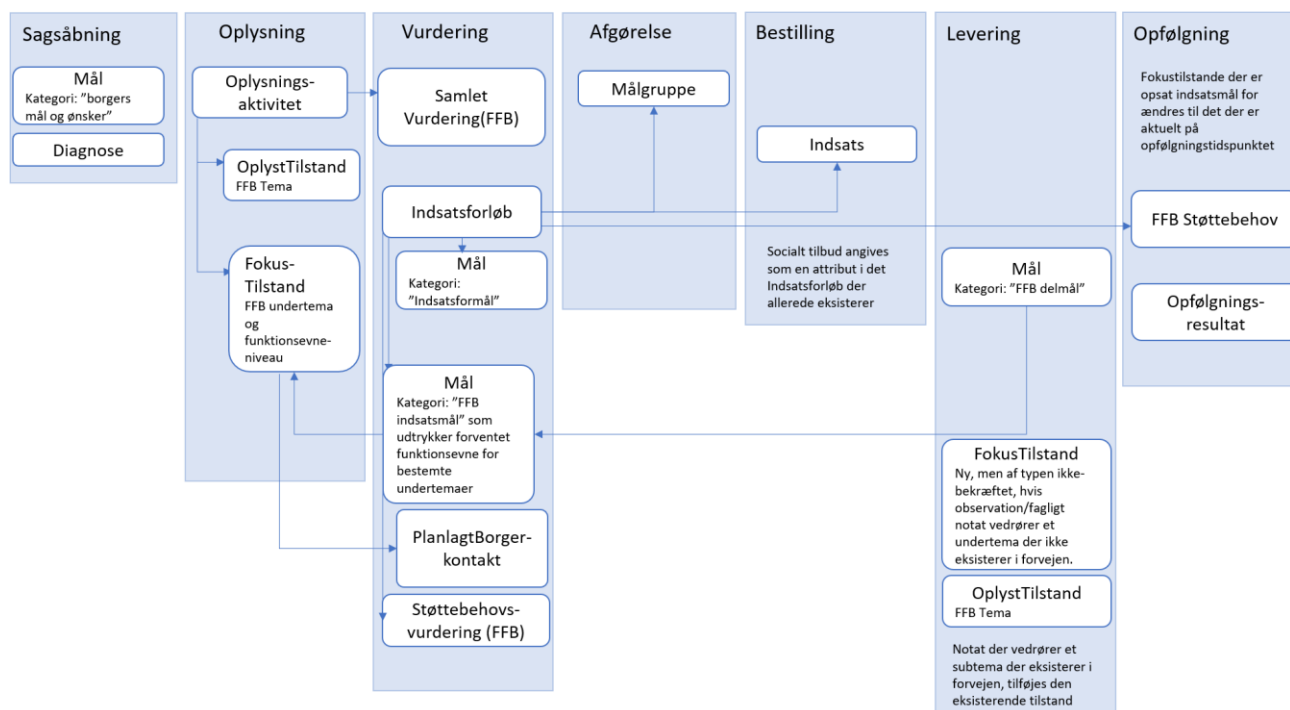 Sagsåbning
Mål
Kategori: ”borgers
mål og ønsker”
Diagnose
Oplysning
Oplysnings-
aktivitet
OplystTilstand
FFB Tema
Fokus-
Tilstand
FFB undertema
og
funktionsevne-
niveau
Vurdering
Samlet
Vurdering(FFB)
Indsatsforløb
Mål
Kategori:
”Indsatsformål”
Mål
Kategori: ”FFB
indsatsmål” som
udtrykker forventet
funktionsevne for
bestemte
undertemaer
PlanlagtBorger-
kontakt
Støttebehovs-
vurdering (FFB)
Afgørelse
Målgruppe
Bestilling
Indsats
Socialt tilbud angives
som en attribut i det
Indsatsforløb der
allerede eksisterer
Levering
Mål
Kategori: ”FFB delmål”
FokusTilstand
Ny, men af typen ikke-
bekræftet, hvis
observation/fagligt
notat vedrører et
undertema der ikke
eksisterer i forvejen.
OplystTilstand
FFB Tema
Notat der vedrører et
subtema der eksisterer i
forvejen, tilføjes den
eksisterende tilstand
Opfølgning
Fokustilstande der er
opsat indsatsmål for
ændres til det der er
aktuelt på
opfølgningstidspunktet
FFB Støttebehov
Opfølgnings-
resultat